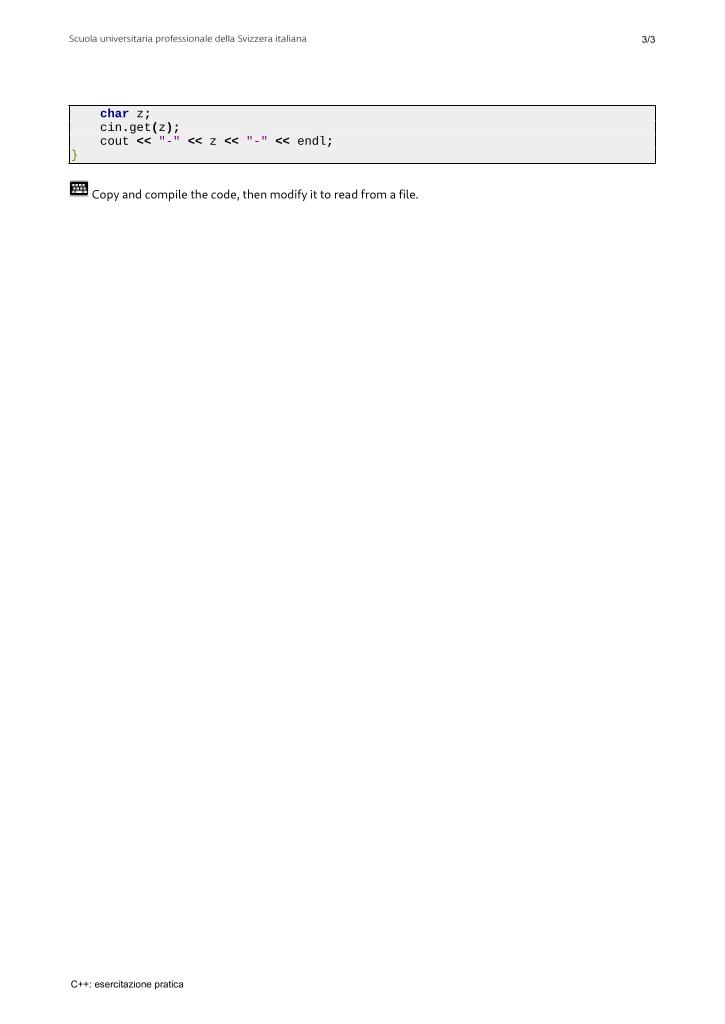 Scuola universitaria professionale della Svizzera italiana
3/3
char z;
cin.get(z);
cout << "-" << z << "-" << endl;
}
Copy and compile the code, then modify it to read from a file.
C++: esercitazione pratica